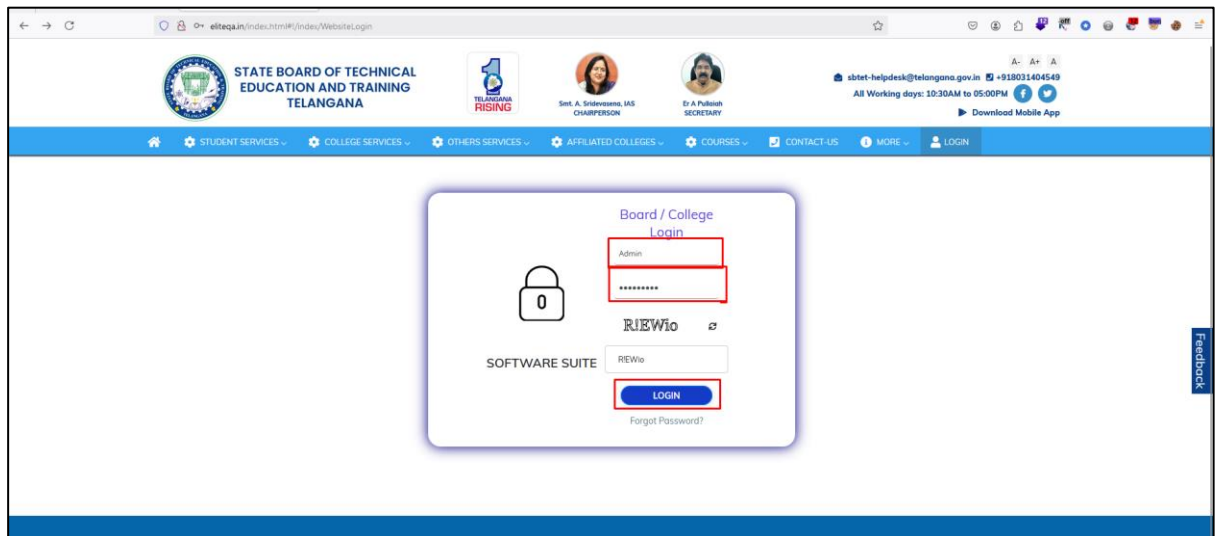 eliteqa.in/index.html#!/index/WebsiteLogin
STATE BOARD OF TECHNICAL
EDUCATION AND TRAINING
TELANGANA
TELANGANA
RISING
Smt. A. Sridevasena, IAS
CHAIRPERSON
Er A Pullaiah
SECRETARY
A- A+ A
sbtet-helpdesk@telangana.gov.in +918031404549
All Working days: 10:30AM to 05:00PM
Download Mobile App
STUDENT SERVICES COLLEGE SERVICES OTHERS SERVICES AFFILIATED COLLEGES COURSES CONTACT-US MORE LOGIN
Board / College
Login
Admin
R!EWio
SOFTWARE SUITE
R!EWio
LOGIN
Forgot Password?
Feedback